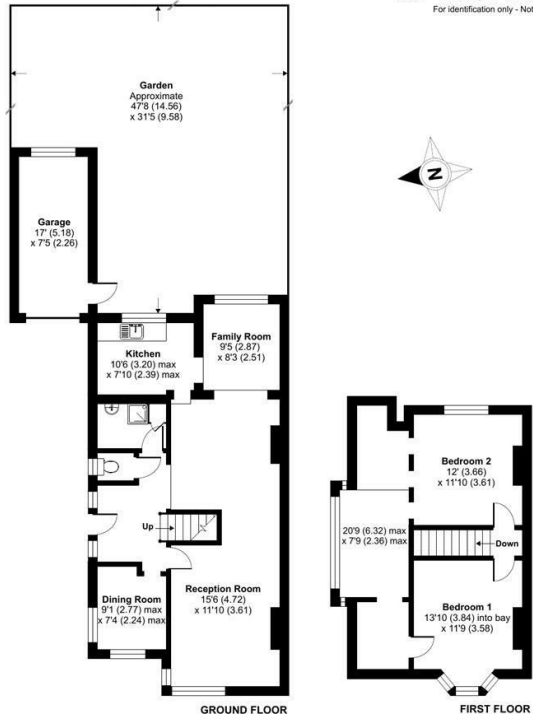 For identification only - Not
Garden
Approximate
47'8 (14.56)
x 31'5 (9.58)
N
Garage
17' (5.18)
x 7'5 (2.26)
Family Room
9'5 (2.87)
x 8'3 (2.51)
Kitchen
10'6 (3.20) max
x 7'10 (2.39) max
Bedroom 2
12' (3.66)
x 11'10 (3.61)
Up
20'9 (6.32) max
x 7'9 (2.36) max
Down
Reception Room
15'6 (4.72)
x 11'10 (3.61)
Dining Room
9'1 (2.77) max
x 7'4 (2.24) max
Bedroom 1
13'10 (3.84) into bay
x 11'9 (3.58)
GROUND FLOOR
FIRST FLOOR